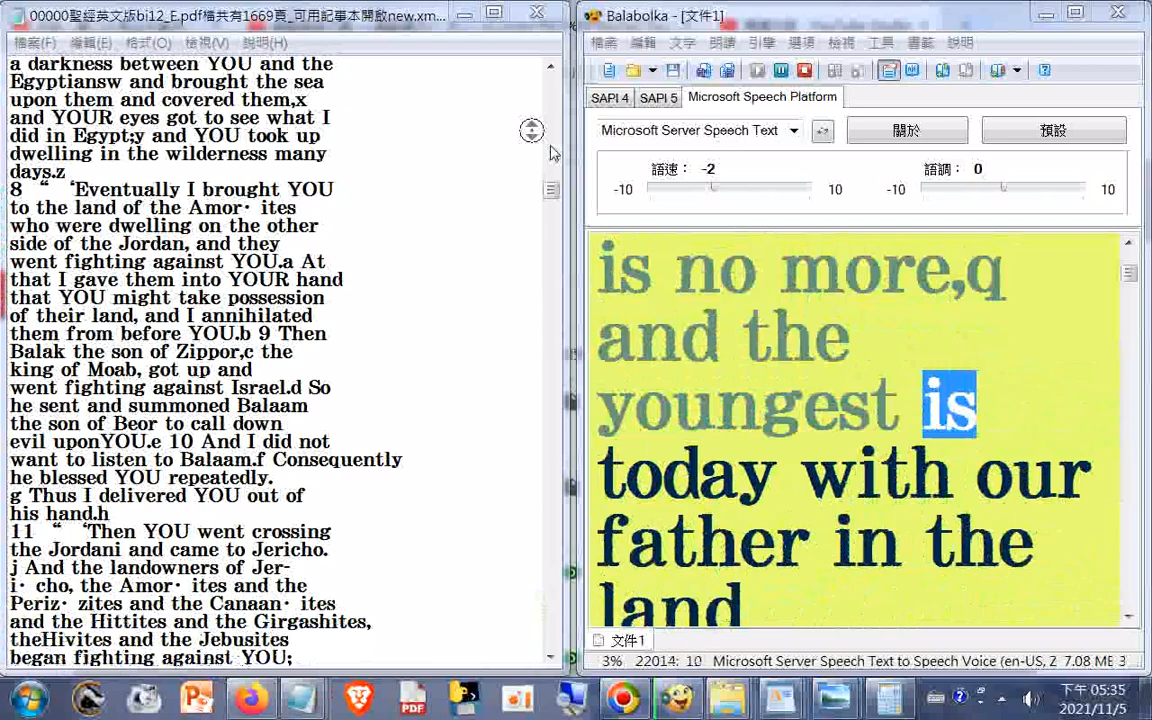 00000聖經英文版bi12_E.pdf檔共有1669頁_可用記事本開啟new.xm...
檔案(F) 編輯(E) 格式(O) 檢視(V) 說明(H)
a darkness between YOU and the
Egyptiansw and brought the sea
upon them and covered them,x
and YOUR eyes got to see what I
did in Egypt;y and YOU took up
dwelling in the wilderness many
days.z
8 “ ‘Eventually I brought YOU
to the land of the Amor· ites
who were dwelling on the other
side of the Jordan, and they
went fighting against YOU.a At
that I gave them into YOUR hand
that YOU might take possession
of their land, and I annihilated
them from before YOU.b 9 Then
Balak the son of Zippor,c the
king of Moab, got up and
went fighting against Israel.d So
he sent and summoned Balaam
the son of Beor to call down
evil uponYOU.e 10 And I did not
want to listen to Balaam.f Consequently
he blessed YOU repeatedly.
g Thus I delivered YOU out of
his hand.h
11 “ ‘Then YOU went crossing
the Jordani and came to Jericho.
j And the landowners of Jer-
i· cho, the Amor· ites and the
Periz· zites and the Canaan· ites
and the Hittites and the Girgashites,
theHivites and the Jebusites
began fighting against YOU;
Balabolka - [文件1]
檔案 編輯 文字 朗讀 引擎 選項 檢視 工具 書籤 說明
SAPI 4 SAPI 5 Microsoft Speech Platform
Microsoft Server Speech Text 關於 預設
語速： -2 語調： 0
-10 10 -10 10
is no more,q
and the
youngest is
today with our
father in the
land
文件1
3% 22014: 10 Microsoft Server Speech Text to Speech Voice (en-US, Z 7.08 MB 3
PDF
下午 05:35
2021/11/5